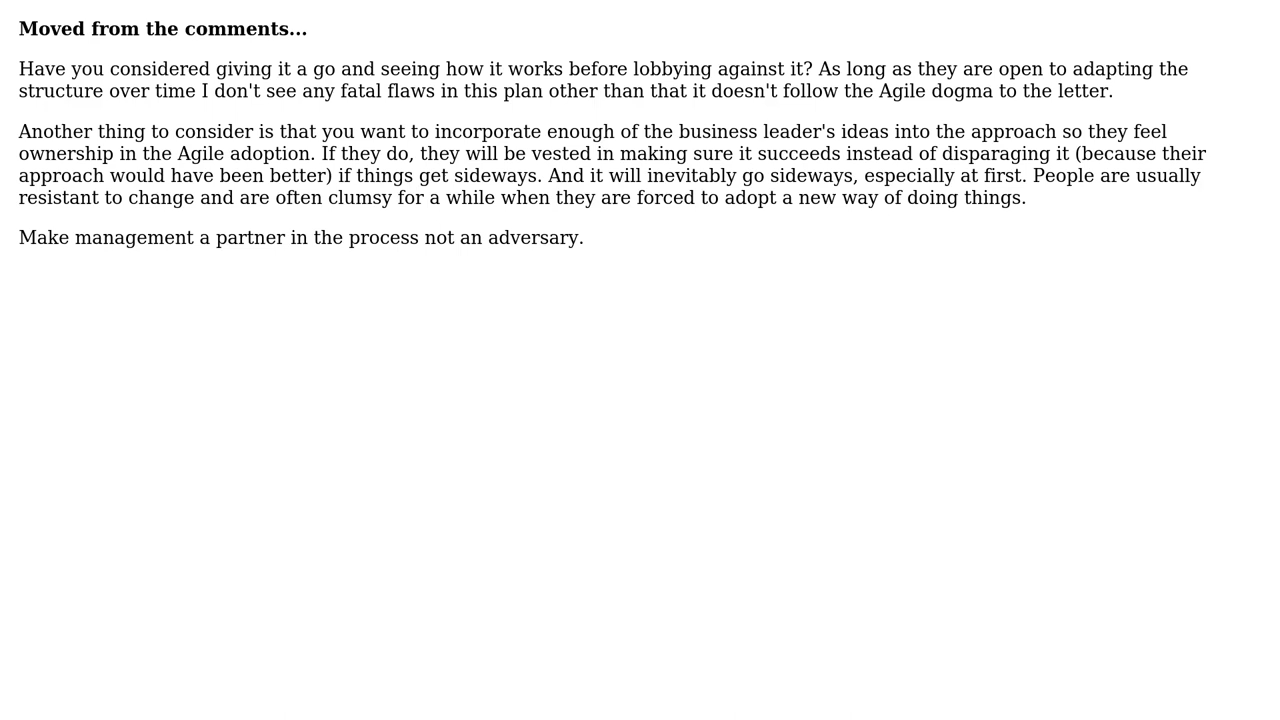 Moved from the comments...
Have you considered giving it a go and seeing how it works before lobbying against it? As long as they are open to adapting the
structure over time I don't see any fatal flaws in this plan other than that it doesn't follow the Agile dogma to the letter.
Another thing to consider is that you want to incorporate enough of the business leader's ideas into the approach so they feel
ownership in the Agile adoption. If they do, they will be vested in making sure it succeeds instead of disparaging it (because their
approach would have been better) if things get sideways. And it will inevitably go sideways, especially at first. People are usually
resistant to change and are often clumsy for a while when they are forced to adopt a new way of doing things.
Make management a partner in the process not an adversary.